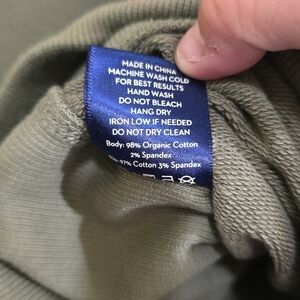 MADE IN CHINA
MACHINE WASH COLD
FOR BEST RESULTS
HAND WASH
DO NOT BLEACH
HANG DRY
IRON LOW IF NEEDED
DO NOT DRY CLEAN
Body: 98% Organic Cotton
2% Spandex
97% Cotton 3% Spandex